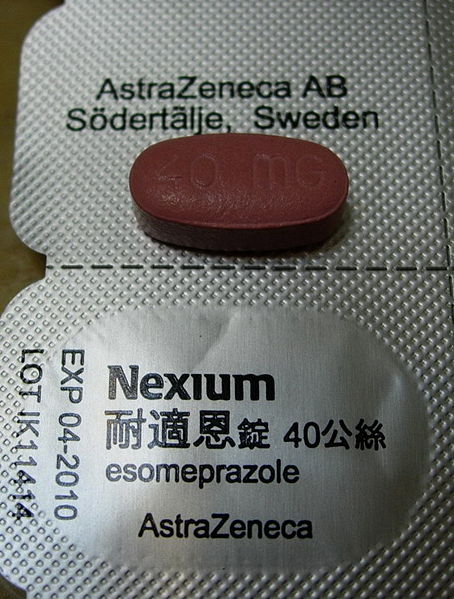 AstraZeneca AB
Södertälje, Sweden
40 mG
Nexium
耐適恩錠 40公絲
esomeprazole
AstraZeneca
EXP 04-2010
LOT IK11414